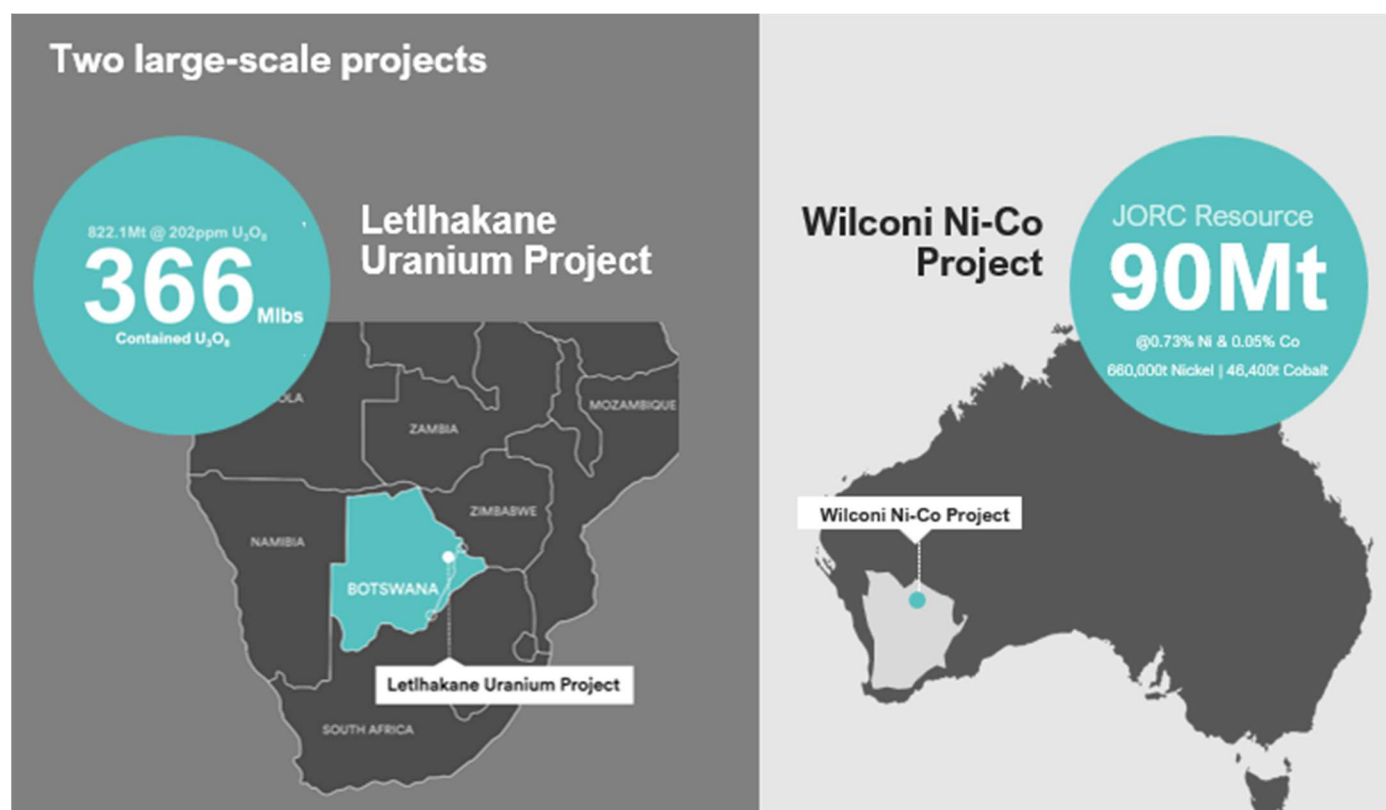 Two large-scale projects
822.1Mt @ 202ppm U₃O₈
366 Mlbs
Contained U₃O₈
Letlhakane
Uranium Project
MOZAMBIQUE
ZAMBIA
ZIMBABWE
NAMIBIA
BOTSWANA
Letlhakane Uranium Project
SOUTH AFRICA
Wilconi Ni-Co
Project
JORC Resource
90Mt
@0.73% Ni & 0.05% Co
660,000t Nickel | 46,400t Cobalt
Wilconi Ni-Co Project